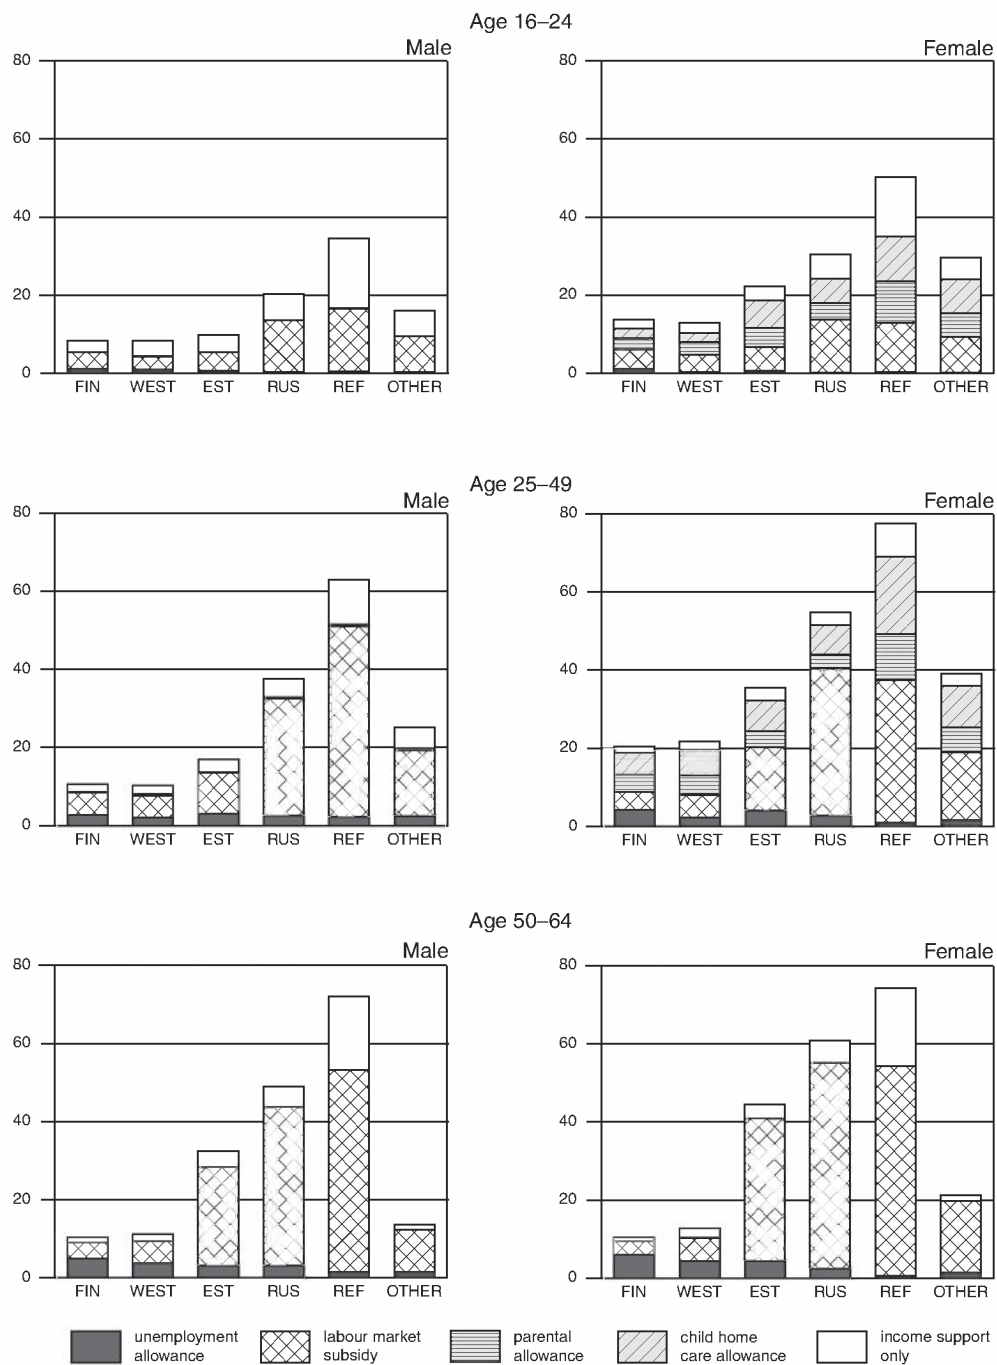 Age 16–24
Male
Female
80
60
40
20
0
FIN WEST EST RUS REF OTHER
80
60
40
20
0
FIN WEST EST RUS REF OTHER
Age 25–49
Male
Female
80
60
40
20
0
FIN WEST EST RUS REF OTHER
80
60
40
20
0
FIN WEST EST RUS REF OTHER
Age 50–64
Male
Female
80
60
40
20
0
FIN WEST EST RUS REF OTHER
80
60
40
20
0
FIN WEST EST RUS REF OTHER
unemployment
allowance
labour market
subsidy
parental
allowance
child home
care allowance
income support
only